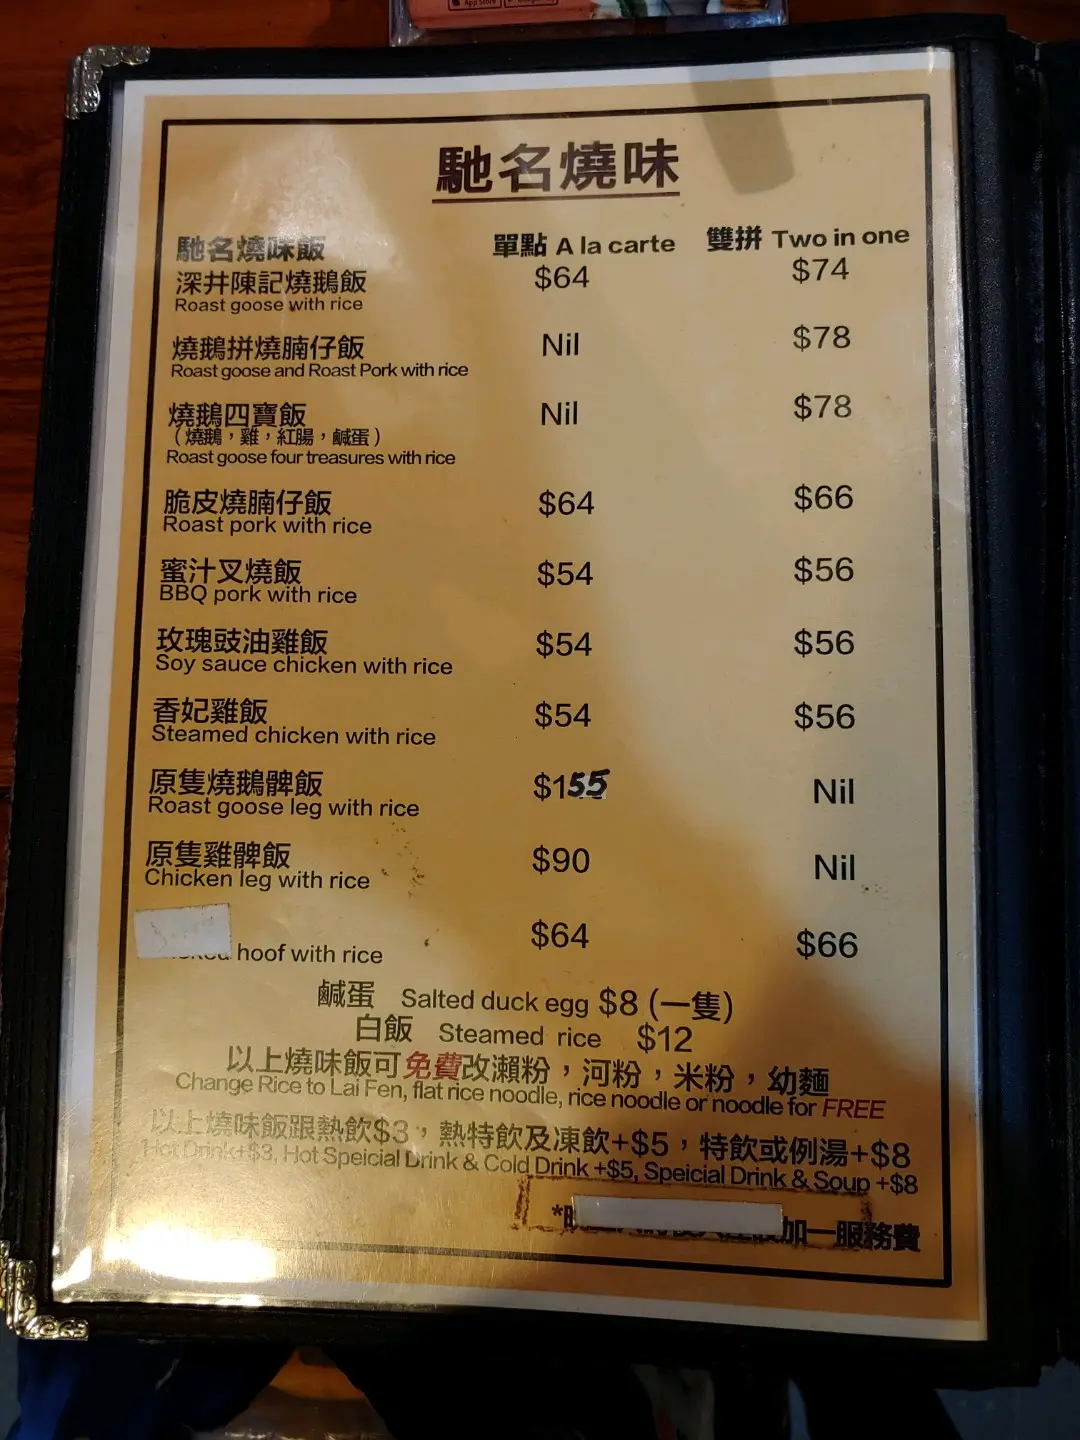 App Store
馳名燒味
馳名燒味飯 單點 A la carte 雙拼 Two in one
深井陳記燒鵝飯 $64 $74
Roast goose with rice
燒鵝拼燒腩仔飯 Nil $78
Roast goose and Roast Pork with rice
燒鵝四寶飯 Nil $78
(燒鵝，雞，紅腸，鹹蛋)
Roast goose four treasures with rice
脆皮燒腩仔飯 $64 $66
Roast pork with rice
蜜汁叉燒飯 $54 $56
BBQ pork with rice
玫瑰豉油雞飯 $54 $56
Soy sauce chicken with rice
香妃雞飯 $54 $56
Steamed chicken with rice
原隻燒鵝髀飯 $155 Nil
Roast goose leg with rice
原隻雞髀飯 $90 Nil
Chicken leg with rice
hoof with rice $64 $66
鹹蛋 Salted duck egg $8 (一隻)
白飯 Steamed rice $12
以上燒味飯可免費改瀨粉，河粉，米粉，幼麵
Change Rice to Lai Fen, flat rice noodle, rice noodle or noodle for FREE
以上燒味飯跟熱飲$3，熱特飲及凍飲+$5，特飲或例湯+$8
Hot Drink+$3, Hot Speicial Drink & Cold Drink +$5, Speicial Drink & Soup +$8
加一服務費